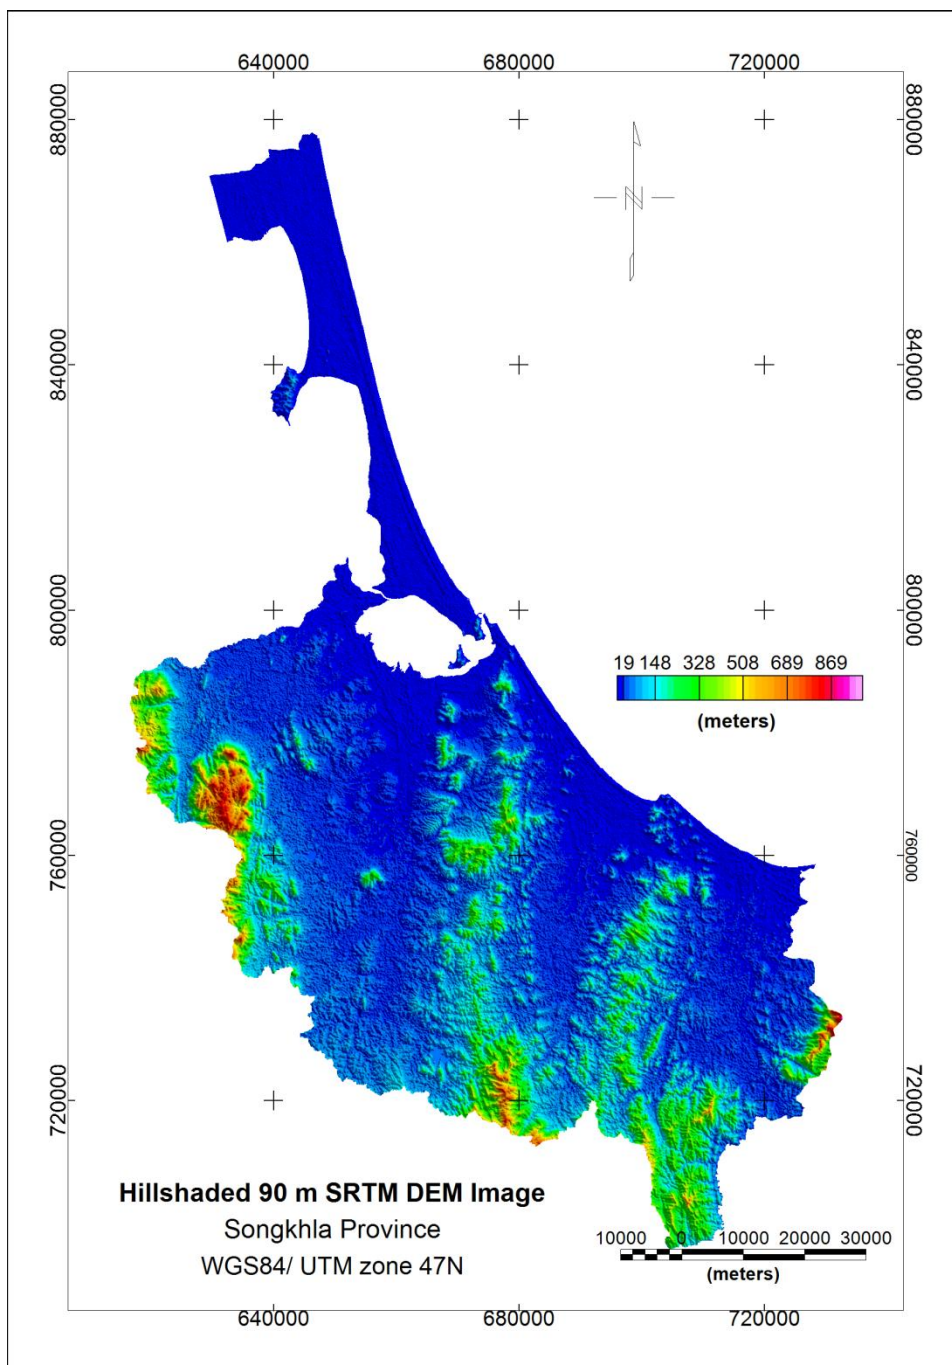 640000 680000 720000
880000 880000
N
840000 840000
800000 800000
19 148 328 508 689 869
(meters)
760000 760000
720000 720000
Hillshaded 90 m SRTM DEM Image
Songkhla Province
WGS84/ UTM zone 47N
10000 0 10000 20000 30000
(meters)
640000 680000 720000